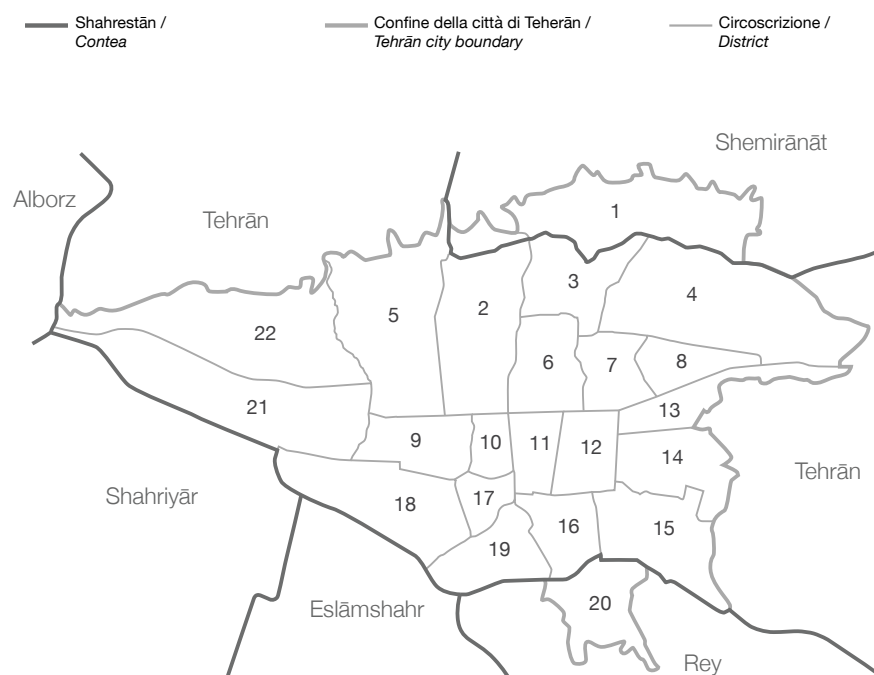 Shahrestān /
Contea
Confine della città di Teherān /
Tehrān city boundary
Circoscrizione /
District
Shemirānāt
Alborz
Tehrān
1
3
4
5
2
22
6
7
8
21
13
9
10
11
12
14
Tehrān
Shahriyār
18
17
16
15
19
Eslāmshahr
20
Rey